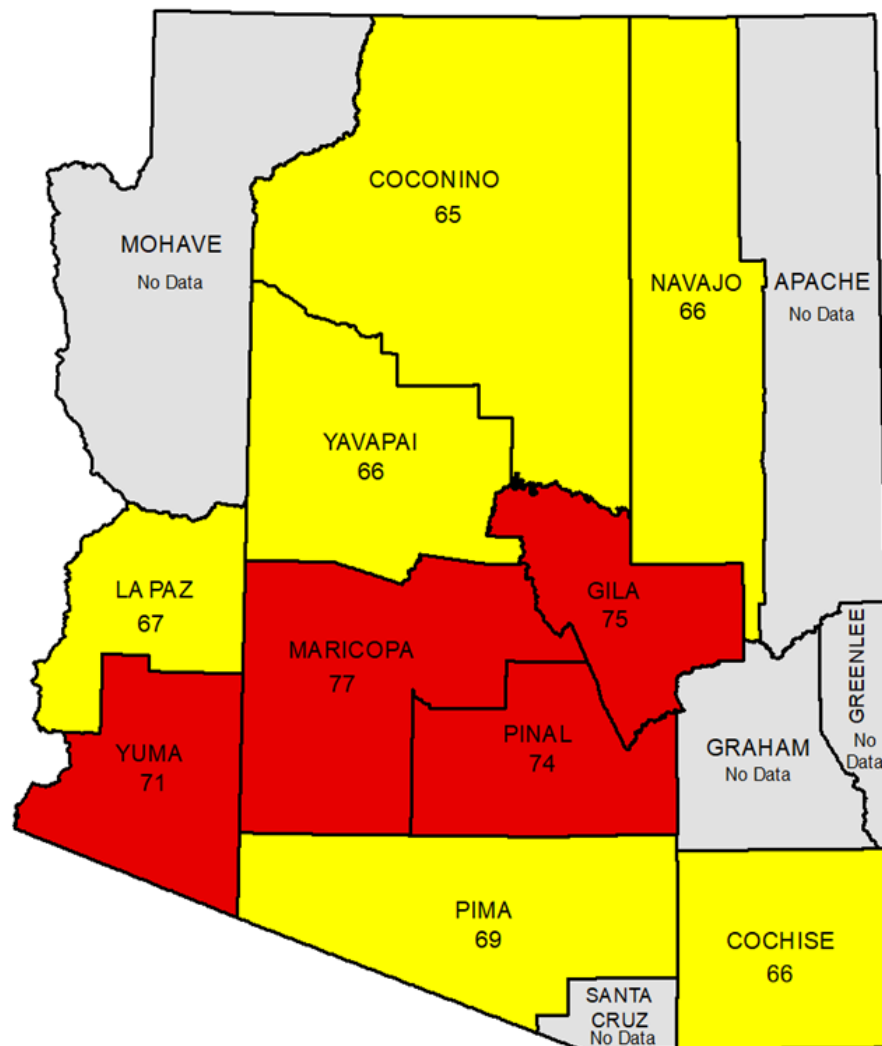 COCONINO
65
MOHAVE
No Data
NAVAJO
66
APACHE
No Data
YAVAPAI
66
LA PAZ
67
GILA
75
MARICOPA
77
GREENLEE
No
Data
YUMA
71
PINAL
74
GRAHAM
No Data
PIMA
69
COCHISE
66
SANTA
CRUZ
No Data